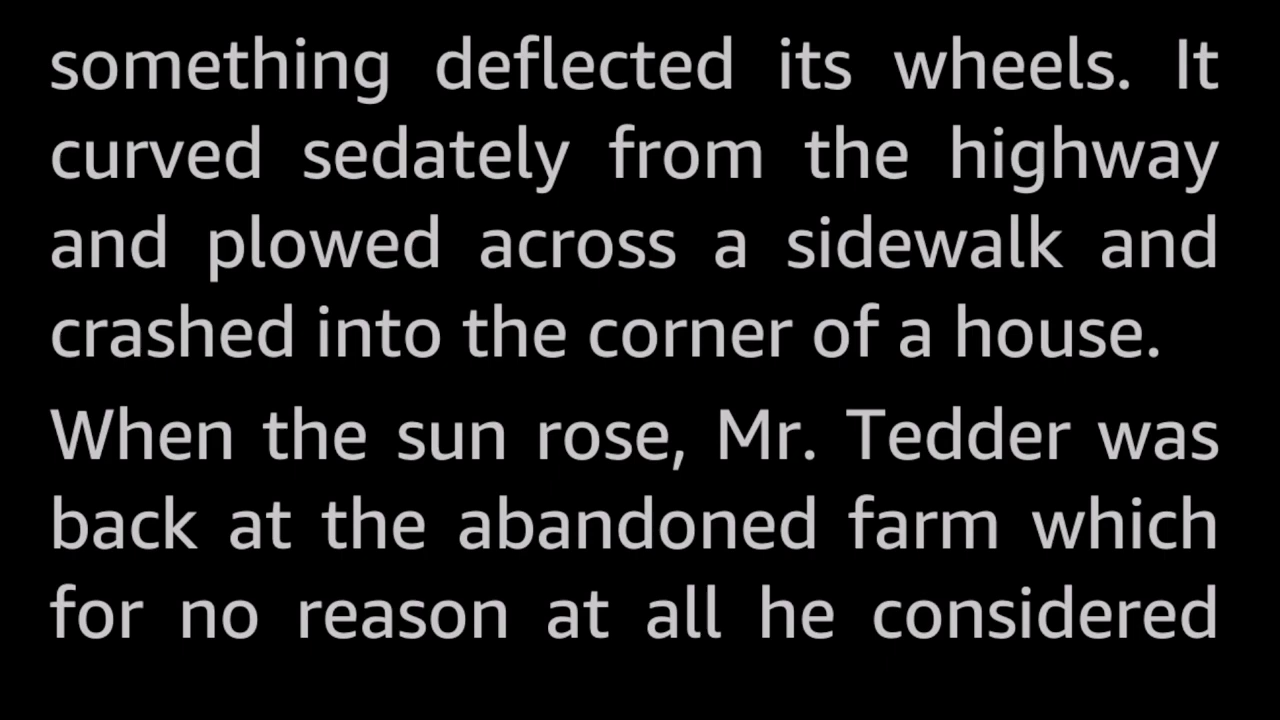 something deflected its wheels. It
curved sedately from the highway
and plowed across a sidewalk and
crashed into the corner of a house.
When the sun rose, Mr. Tedder was
back at the abandoned farm which
for no reason at all he considered